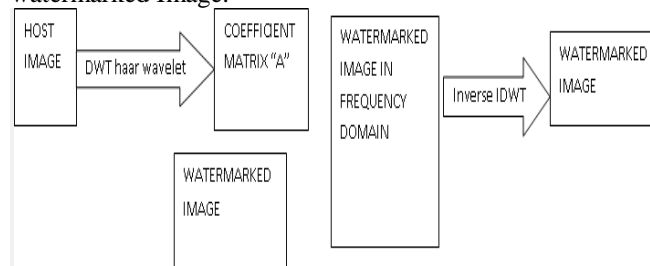 watermarked Image.
HOST
IMAGE
DWT haar wavelet
COEFFICIENT
MATRIX "A"
WATERMARKED
IMAGE IN
FREQUENCY
DOMAIN
Inverse IDWT
WATERMARKED
IMAGE
WATERMARKED
IMAGE